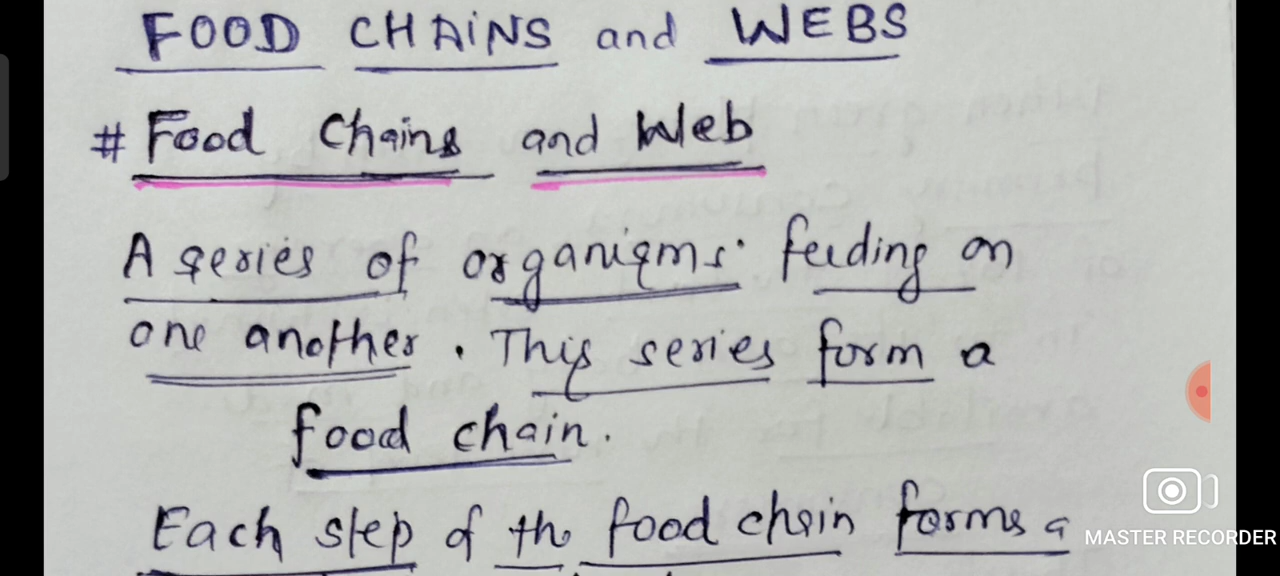 FOOD CHAINS and WEBS
# Food Chains and Web
A series of organisms feeding on
one another. This series form a
food chain.
Each step of the food chain forms a
MASTER RECORDER